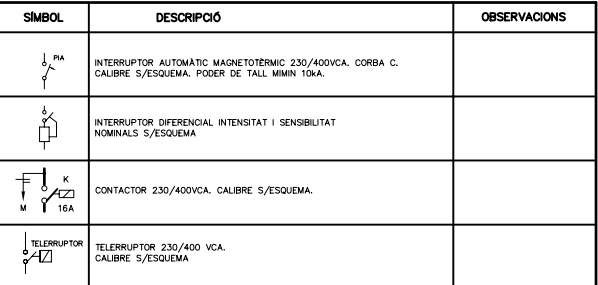 SÍMBOL DESCRIPCIÓ OBSERVACIONS
PIA
INTERRUPTOR AUTOMÀTIC MAGNETOTÈRMIC 230/400VCA. CORBA C.
CALIBRE S/ESQUEMA. PODER DE TALL MIMIN 10kA.
INTERRUPTOR DIFERENCIAL INTENSITAT I SENSIBILITAT
NOMINALS S/ESQUEMA
K
M 16A
CONTACTOR 230/400VCA. CALIBRE S/ESQUEMA.
TELERRUPTOR
TELERRUPTOR 230/400 VCA.
CALIBRE S/ESQUEMA